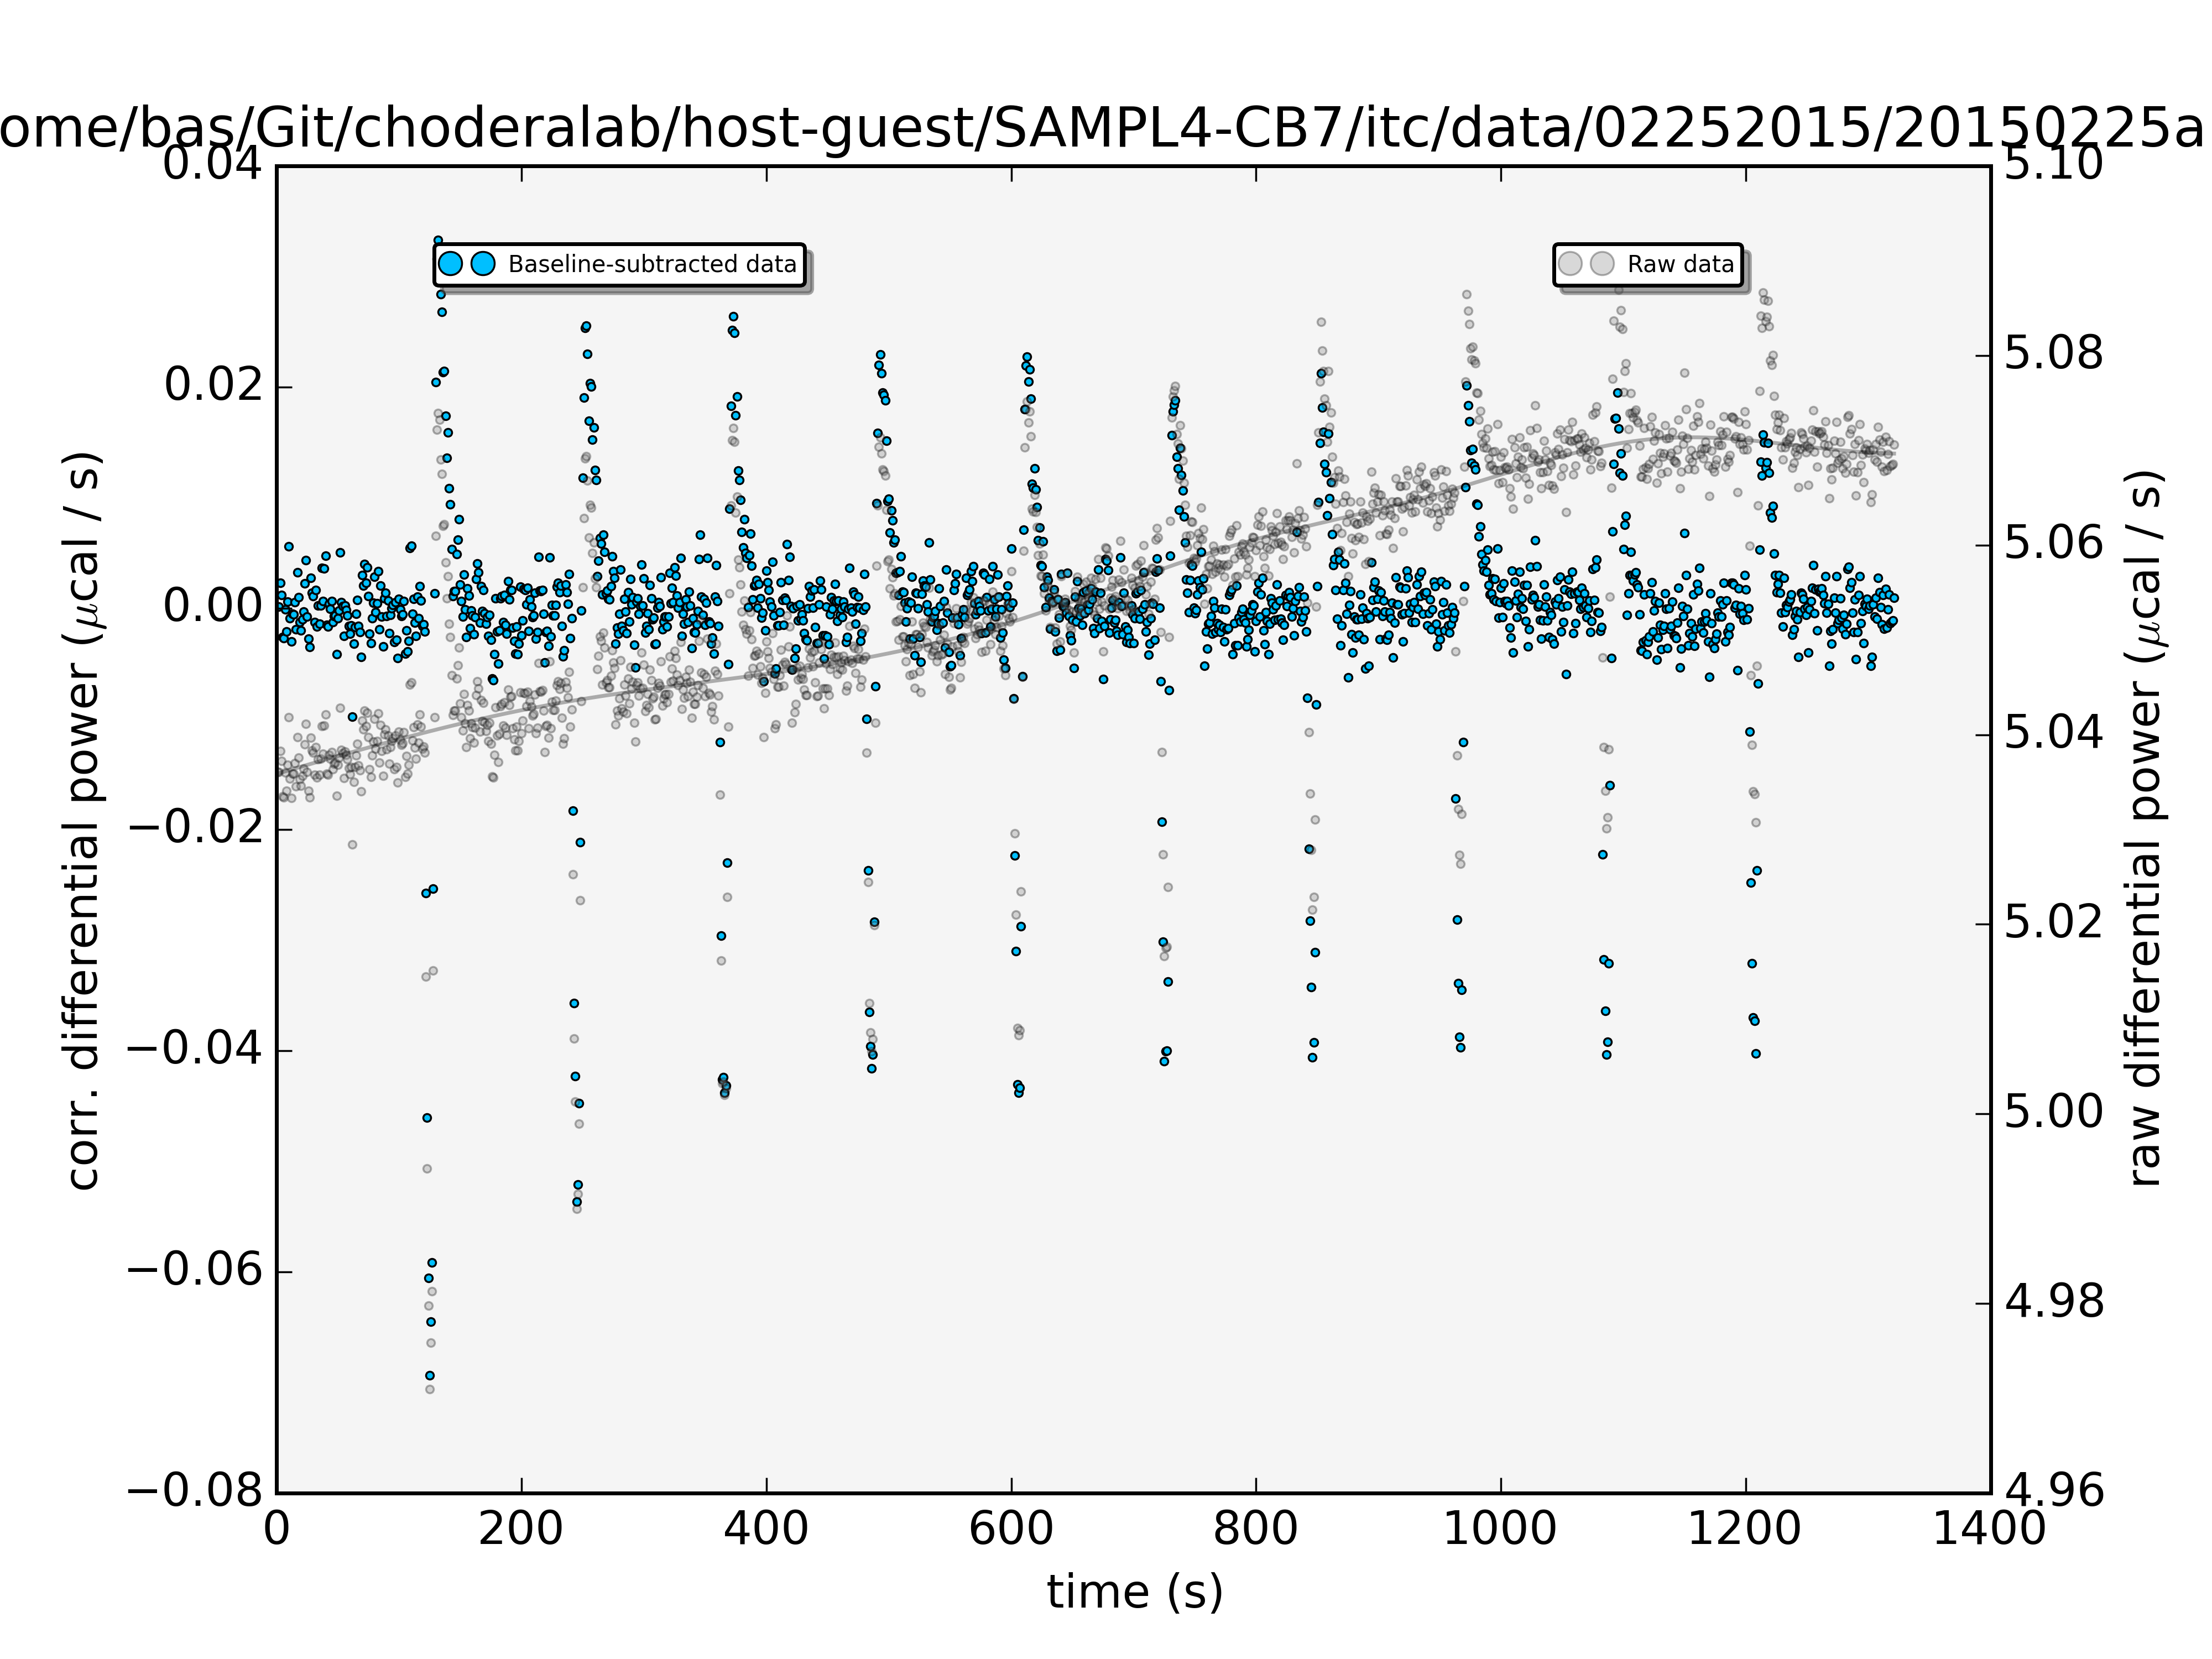 ome/bas/Git/choderalab/host-guest/SAMPL4-CB7/itc/data/02252015/20150225a
0.04
0.02
0.00
−0.02
−0.04
−0.06
−0.08
corr. differential power (μcal / s)
Baseline-subtracted data
Raw data
5.10
5.08
5.06
5.04
5.02
5.00
4.98
4.96
raw differential power (μcal / s)
0 200 400 600 800 1000 1200 1400
time (s)